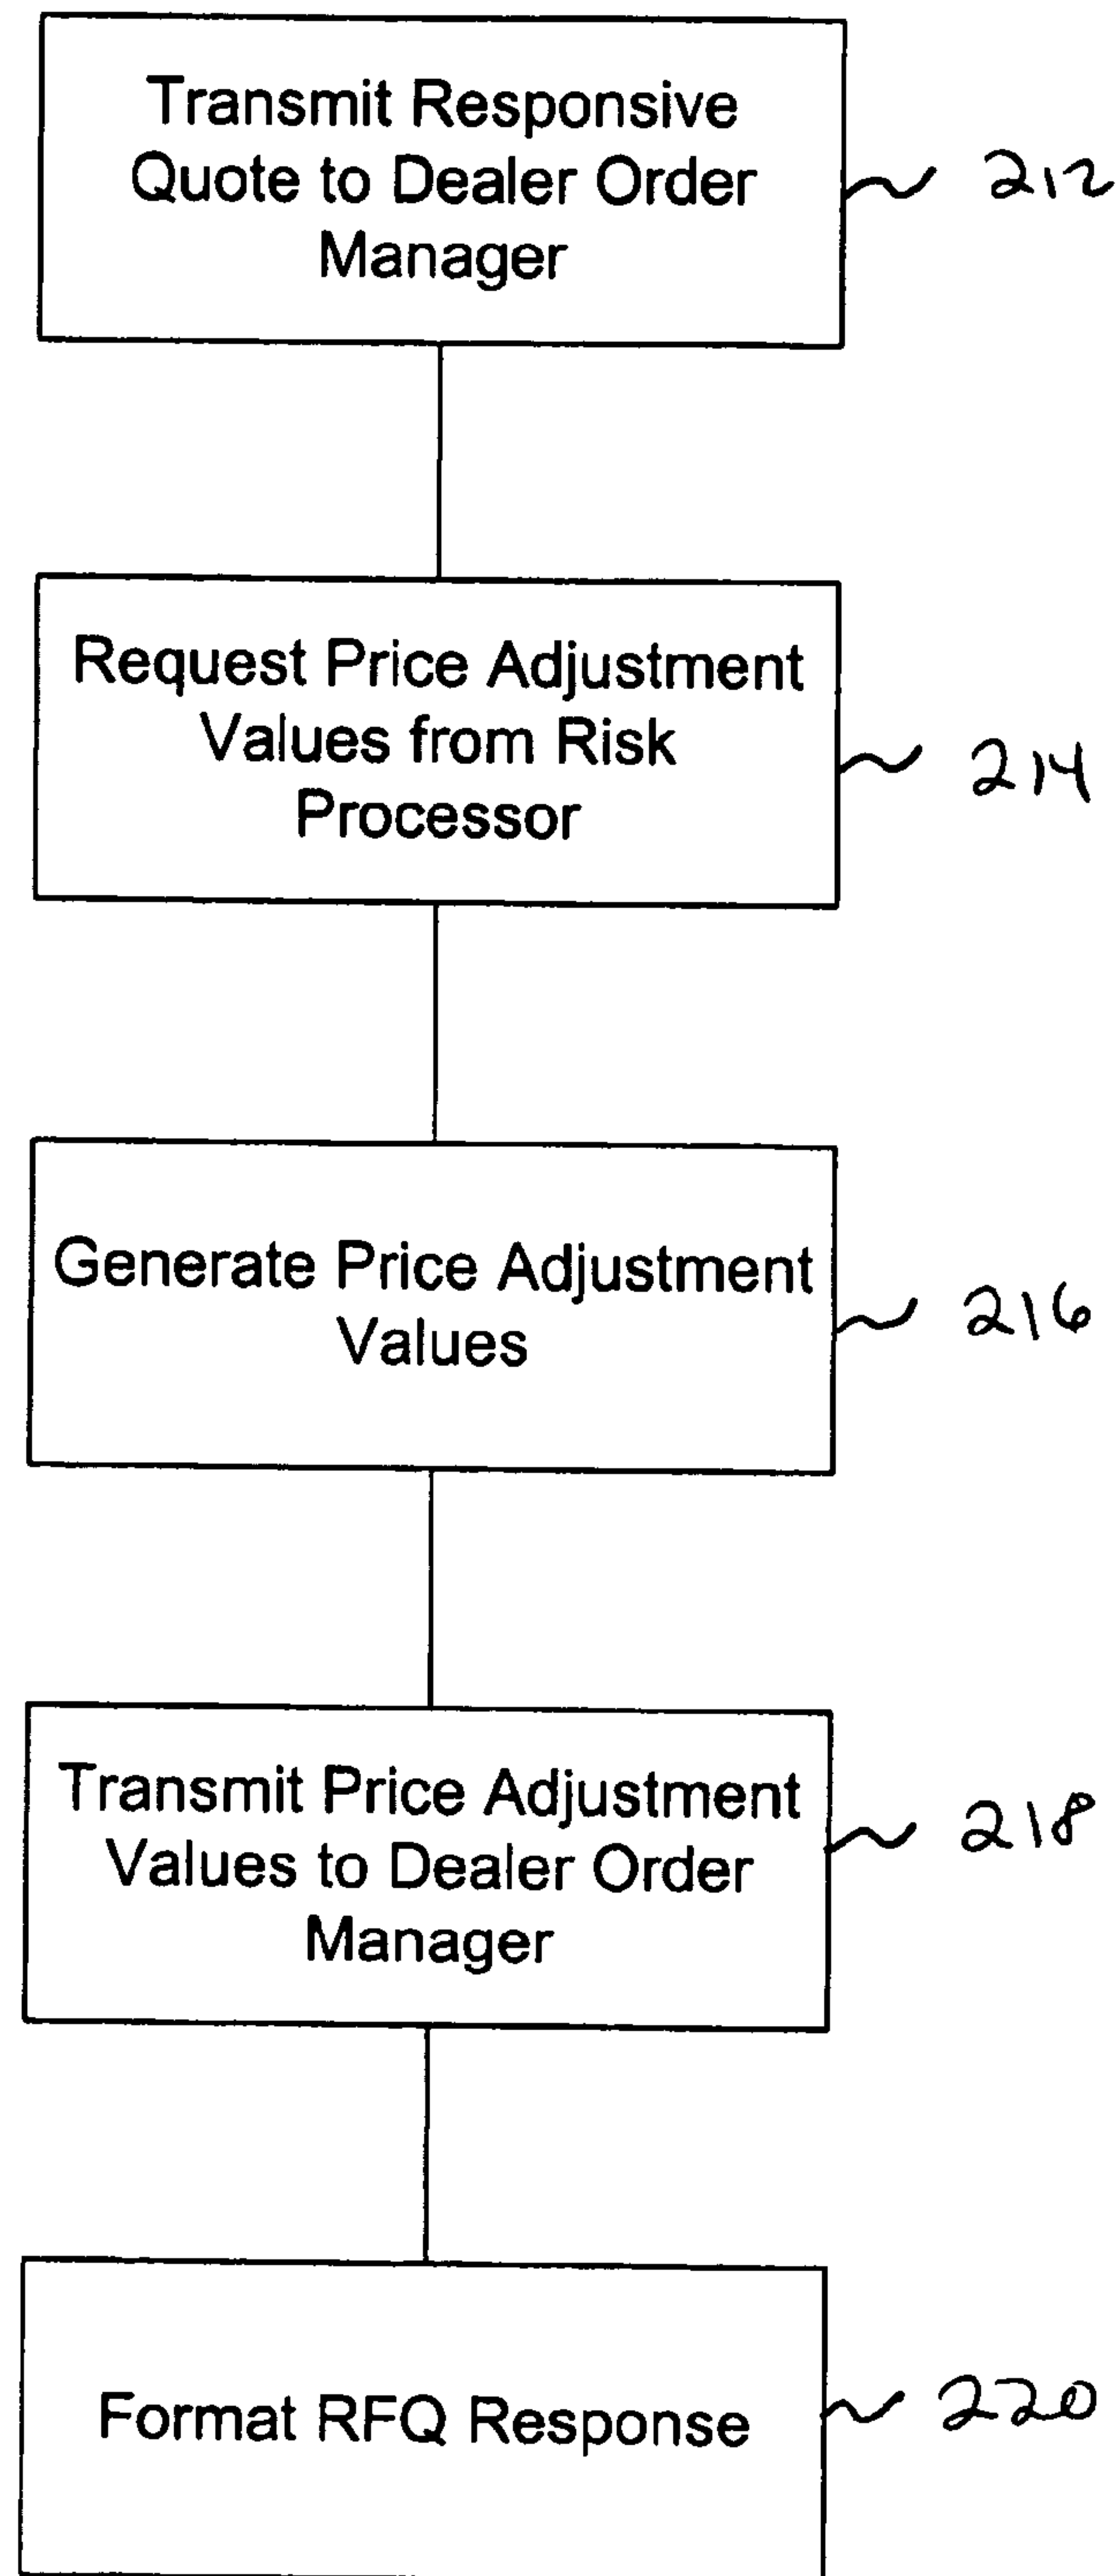 Transmit Responsive
Quote to Dealer Order
Manager
212
Request Price Adjustment
Values from Risk
Processor
214
Generate Price Adjustment
Values
216
Transmit Price Adjustment
Values to Dealer Order
Manager
218
Format RFQ Response
220